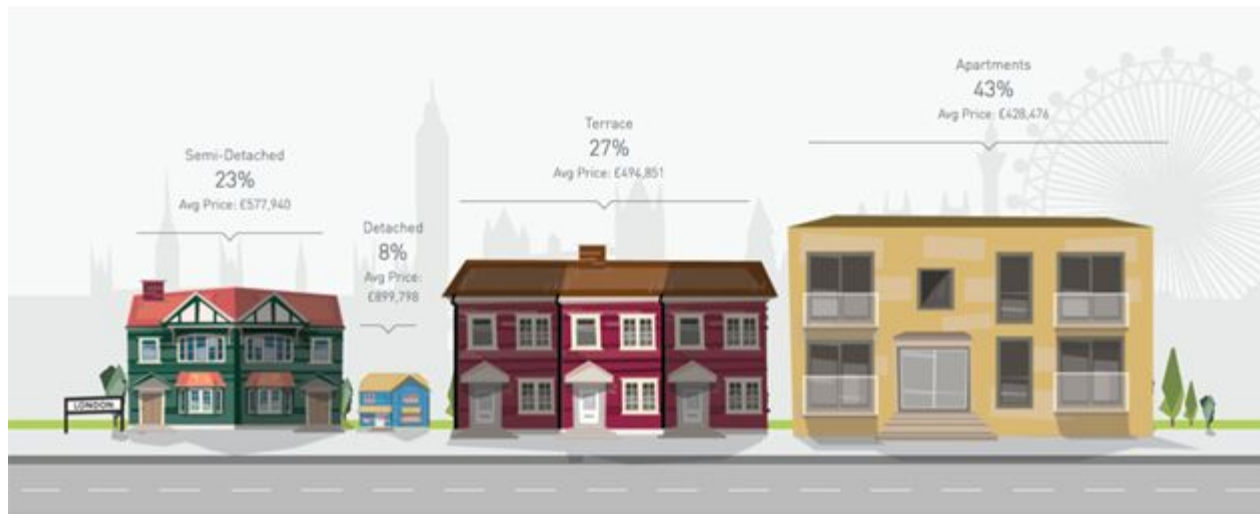 Semi-Detached
23%
Avg Price: £577,940
Detached
8%
Avg Price:
£899,798
Terrace
27%
Avg Price: £494,851
Apartments
43%
Avg Price: £428,476
LONDON